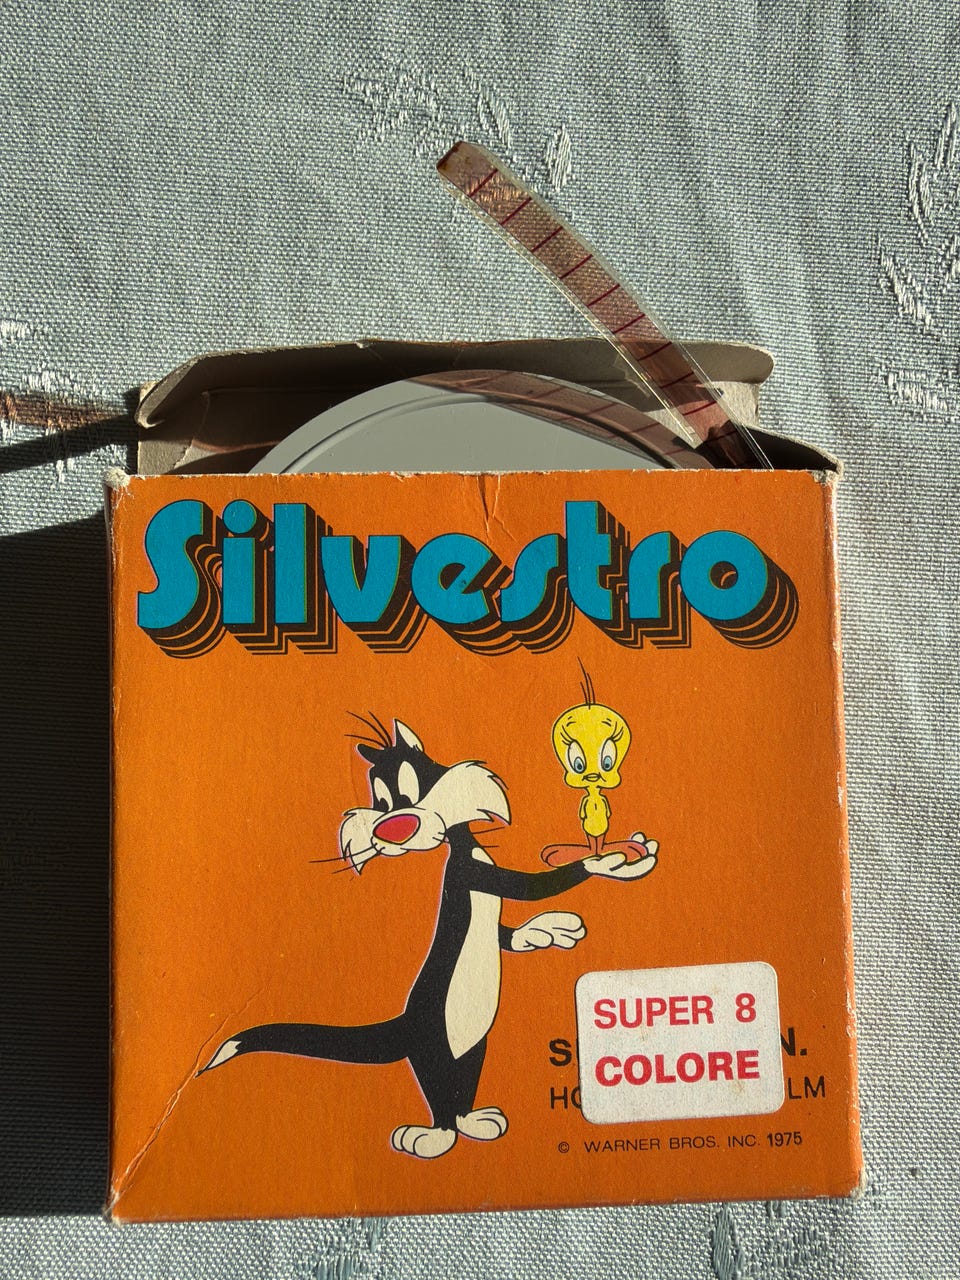 Silvestro
SUPER 8
COLORE
© WARNER BROS. INC. 1975